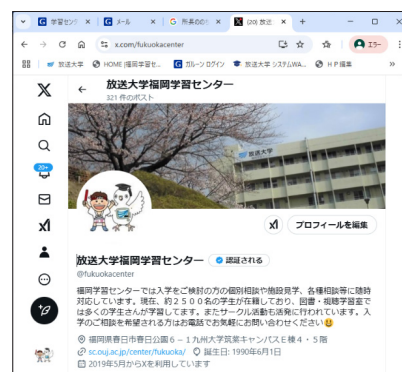 学習セン
メール
所長のO
(20) 放送
x.com/fukuokacenter
エラー
放送大学
HOME |福岡学習セ...
ガルーン ログイン
放送大学 システムWA...
H P 編集
放送大学福岡学習センター
321 件のポスト
放送大学
プロフィールを編集
20+
放送大学福岡学習センター 認証される
@fukuokacenter
福岡学習センターでは入学をご検討の方の個別相談や施設見学、各種相談等に随時
対応しています。現在、約２５００名の学生が在籍しており、図書・視聴学習室で
は多くの学生さんが学習してます。またサークル活動も活発に行われています。入
学のご相談を希望される方はお電話でお気軽にお問い合わせください😃
福岡県春日市春日公園６－１九州大学筑紫キャンパスＥ棟４・５階
sc.ouj.ac.jp/center/fukuoka/ 誕生日: 1990年6月1日
2019年5月からXを利用しています